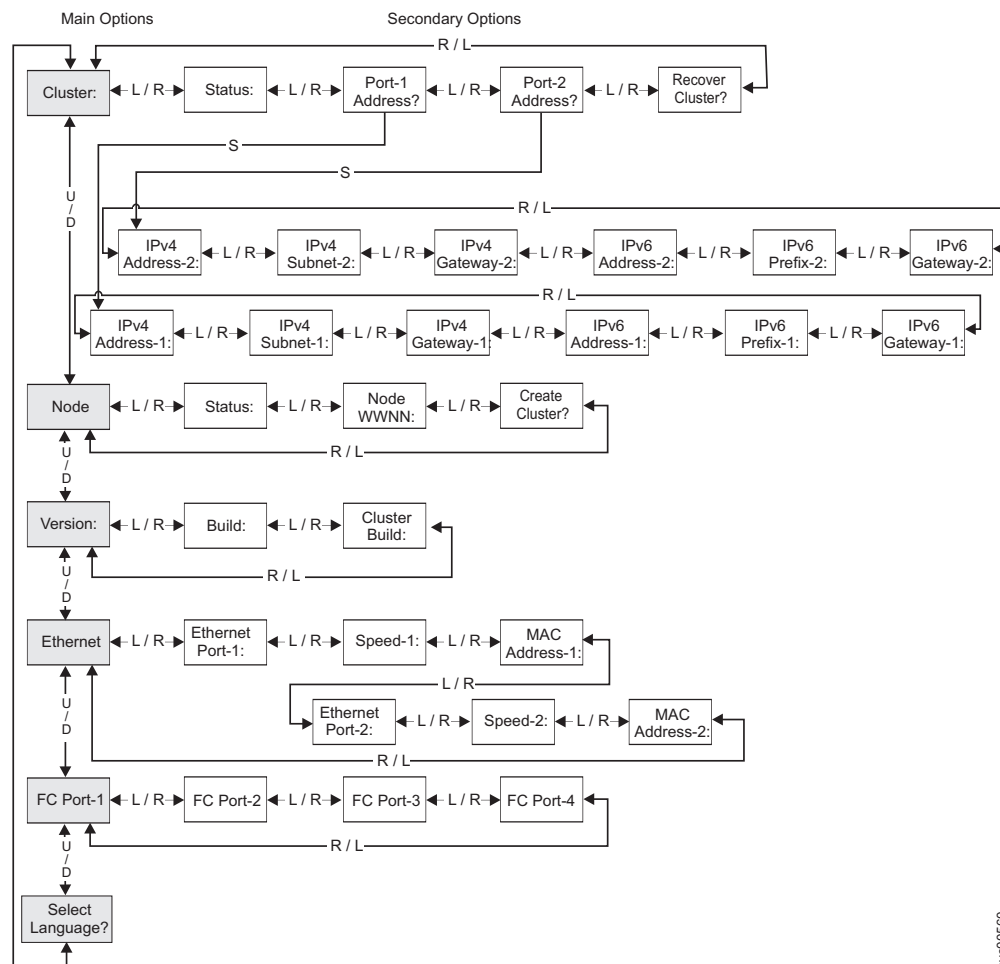 Main Options
Secondary Options
R / L
Cluster:
L / R
Status:
L / R
Port-1
Address?
L / R
Port-2
Address?
L / R
Recover
Cluster?
S
S
U
/
D
R / L
IPv4
Address-2:
L / R
IPv4
Subnet-2:
L / R
IPv4
Gateway-2:
L / R
IPv6
Address-2:
L / R
IPv6
Prefix-2:
L / R
IPv6
Gateway-2:
R / L
IPv4
Address-1:
L / R
IPv4
Subnet-1:
L / R
IPv4
Gateway-1:
L / R
IPv6
Address-1:
L / R
IPv6
Prefix-1:
L / R
IPv6
Gateway-1:
Node
L / R
Status:
L / R
Node
WWNN:
L / R
Create
Cluster?
R / L
U
/
D
Version:
L / R
Build:
L / R
Cluster
Build:
R / L
U
/
D
Ethernet
L / R
Ethernet
Port-1:
L / R
Speed-1:
L / R
MAC
Address-1:
L / R
U
/
D
Ethernet
Port-2:
L / R
Speed-2:
L / R
MAC
Address-2:
R / L
FC Port-1
L / R
FC Port-2
L / R
FC Port-3
L / R
FC Port-4
R / L
U
/
D
Select
Language?